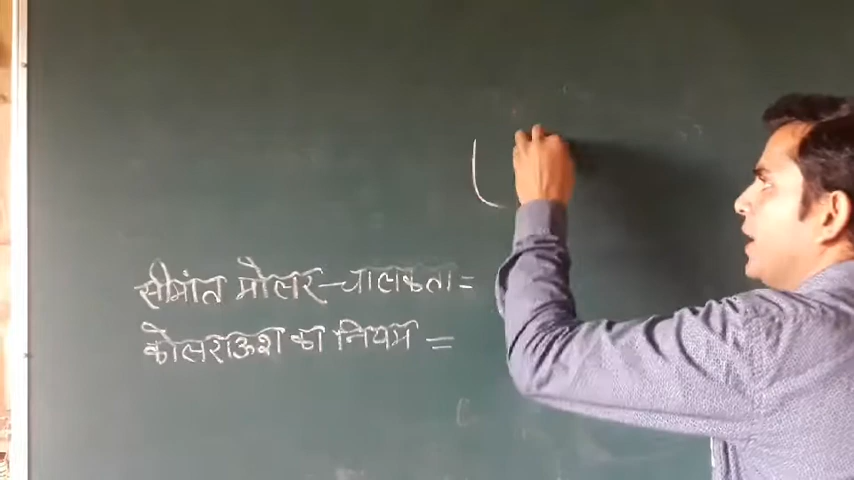 सीमांत मोलर-चालकता =
कोलराऊश का नियम =